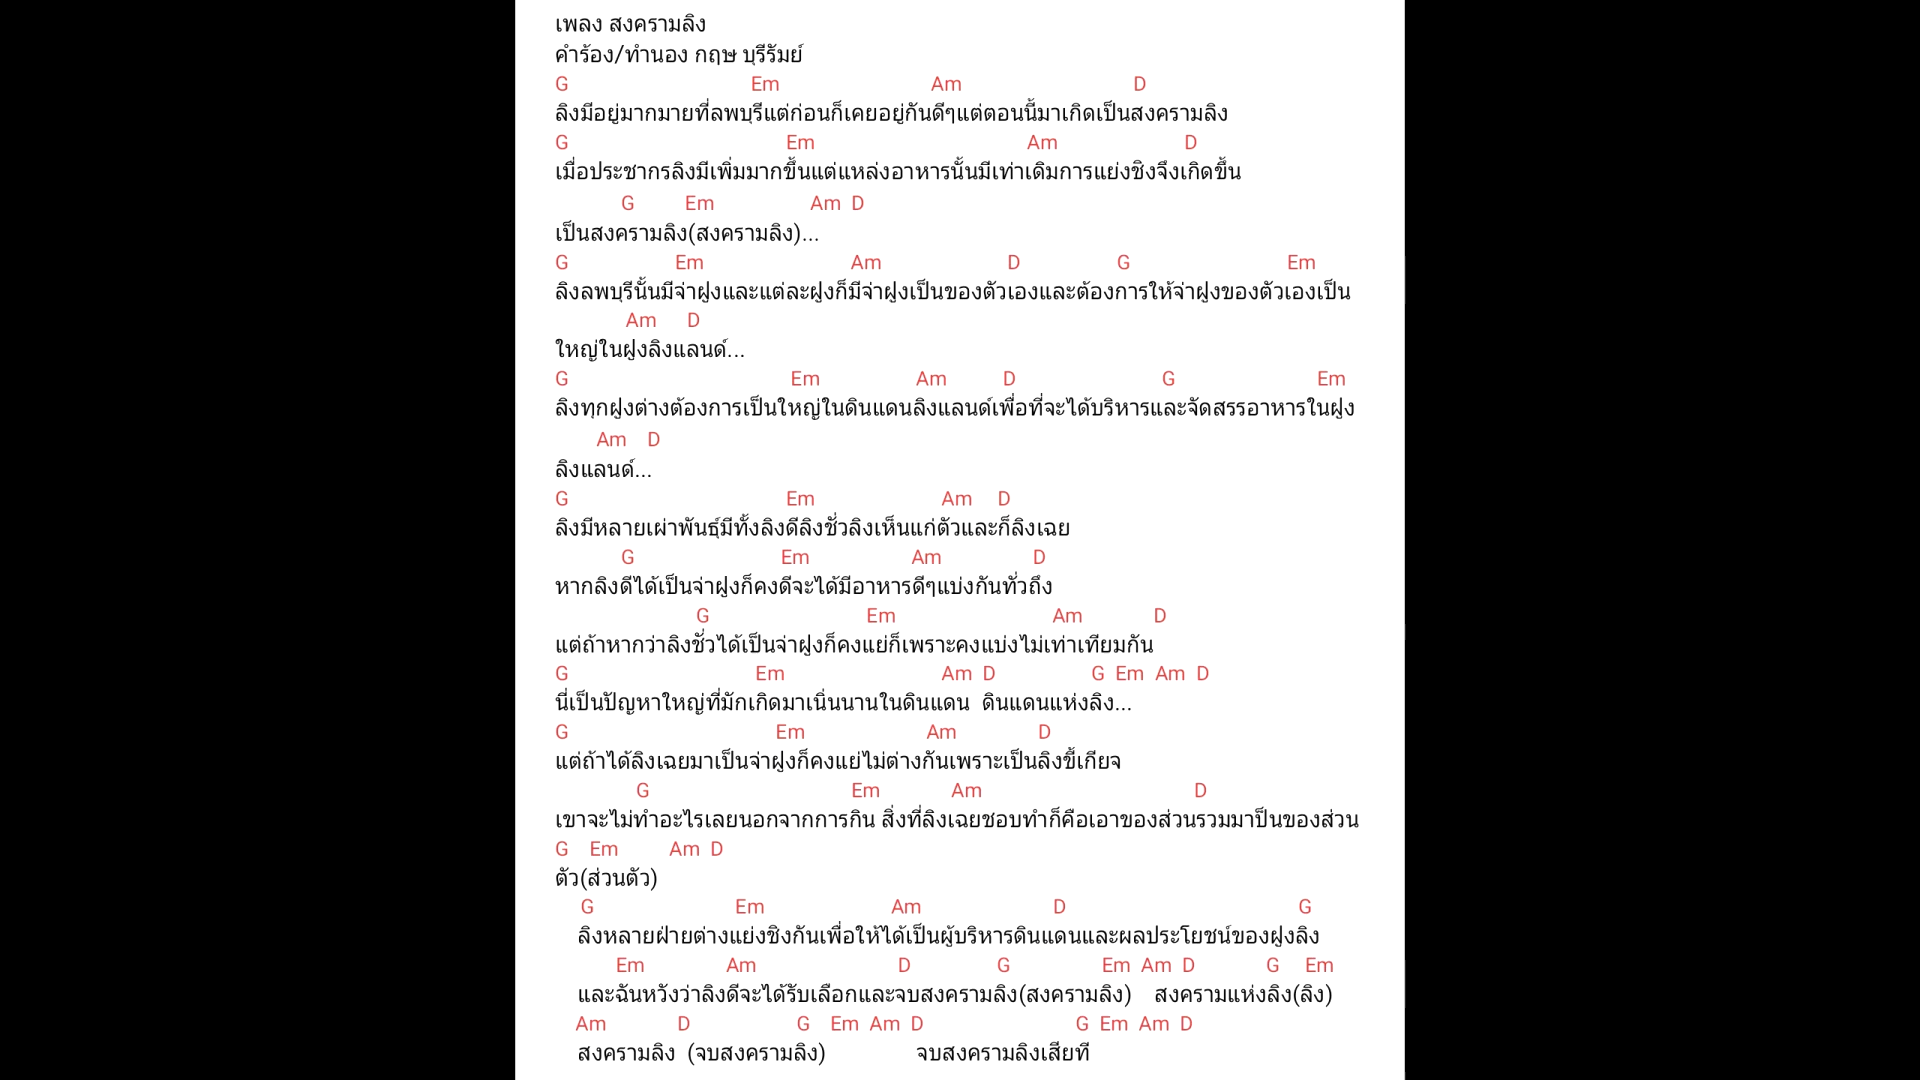 เพลง สงครามลิง
คำร้อง/ทำนอง กฤษ บุรีรัมย์
G Em Am D
ลิงมีอยู่มากมายที่ลพบุรีแต่ก่อนก็เคยอยู่กันดีๆแต่ตอนนี้มาเกิดเป็นสงครามลิง
G Em Am D
เมื่อประชากรลิงมีเพิ่มมากขึ้นแต่แหล่งอาหารนั้นมีเท่าเดิมการแย่งชิงจึงเกิดขึ้น
G Em Am D
เป็นสงครามลิง(สงครามลิง)...
G Em Am D G Em
ลิงลพบุรีนั้นมีจ่าฝูงและแต่ละฝูงก็มีจ่าฝูงเป็นของตัวเองและต้องการให้จ่าฝูงของตัวเองเป็น
Am D
ใหญ่ในฝูงลิงแลนด์...
G Em Am D G Em
ลิงทุกฝูงต่างต้องการเป็นใหญ่ในดินแดนลิงแลนด์เพื่อที่จะได้บริหารและจัดสรรอาหารในฝูง
Am D
ลิงแลนด์...
G Em Am D
ลิงมีหลายเผ่าพันธุ์มีทั้งลิงดีลิงชั่วลิงเห็นแก่ตัวและก็ลิงเฉย
G Em Am D
หากลิงดีได้เป็นจ่าฝูงก็คงดีจะได้มีอาหารดีๆแบ่งกันทั่วถึง
G Em Am D
แต่ถ้าหากว่าลิงชั่วได้เป็นจ่าฝูงก็คงแย่ก็เพราะคงแบ่งไม่เท่าเทียมกัน
G Em Am D G Em Am D
นี่เป็นปัญหาใหญ่ที่มักเกิดมาเนิ่นนานในดินแดน ดินแดนแห่งลิง...
G Em Am D
แต่ถ้าได้ลิงเฉยมาเป็นจ่าฝูงก็คงแย่ไม่ต่างกันเพราะเป็นลิงขี้เกียจ
G Em Am D
เขาจะไม่ทำอะไรเลยนอกจากการกิน สิ่งที่ลิงเฉยชอบทำก็คือเอาของส่วนรวมมาป็นของส่วน
G Em Am D
ตัว(ส่วนตัว)
G Em Am D G
ลิงหลายฝ่ายต่างแย่งชิงกันเพื่อให้ได้เป็นผู้บริหารดินแดนและผลประโยชน์ของฝูงลิง
Em Am D G Em Am D G Em
และฉันหวังว่าลิงดีจะได้รับเลือกและจบสงครามลิง(สงครามลิง) สงครามแห่งลิง(ลิง)
Am D G Em Am D G Em Am D
สงครามลิง (จบสงครามลิง) จบสงครามลิงเสียที